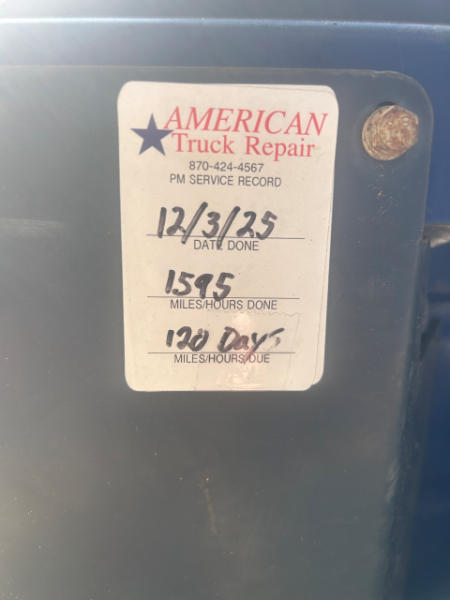 AMERICAN
Truck Repair
870-424-4567
PM SERVICE RECORD
12/3/25
DATE DONE
1595
MILES/HOURS DONE
120 Days
MILES/HOURS/DUE